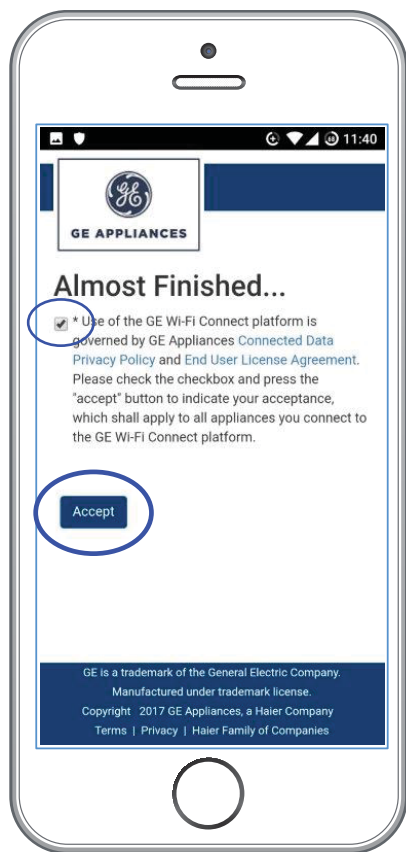 11:40
GE
GE APPLIANCES
Almost Finished...
* Use of the GE Wi-Fi Connect platform is
governed by GE Appliances Connected Data
Privacy Policy and End User License Agreement.
Please check the checkbox and press the
"accept" button to indicate your acceptance,
which shall apply to all appliances you connect to
the GE Wi-Fi Connect platform.
Accept
GE is a trademark of the General Electric Company.
Manufactured under trademark license.
Copyright 2017 GE Appliances, a Haier Company
Terms | Privacy | Haier Family of Companies